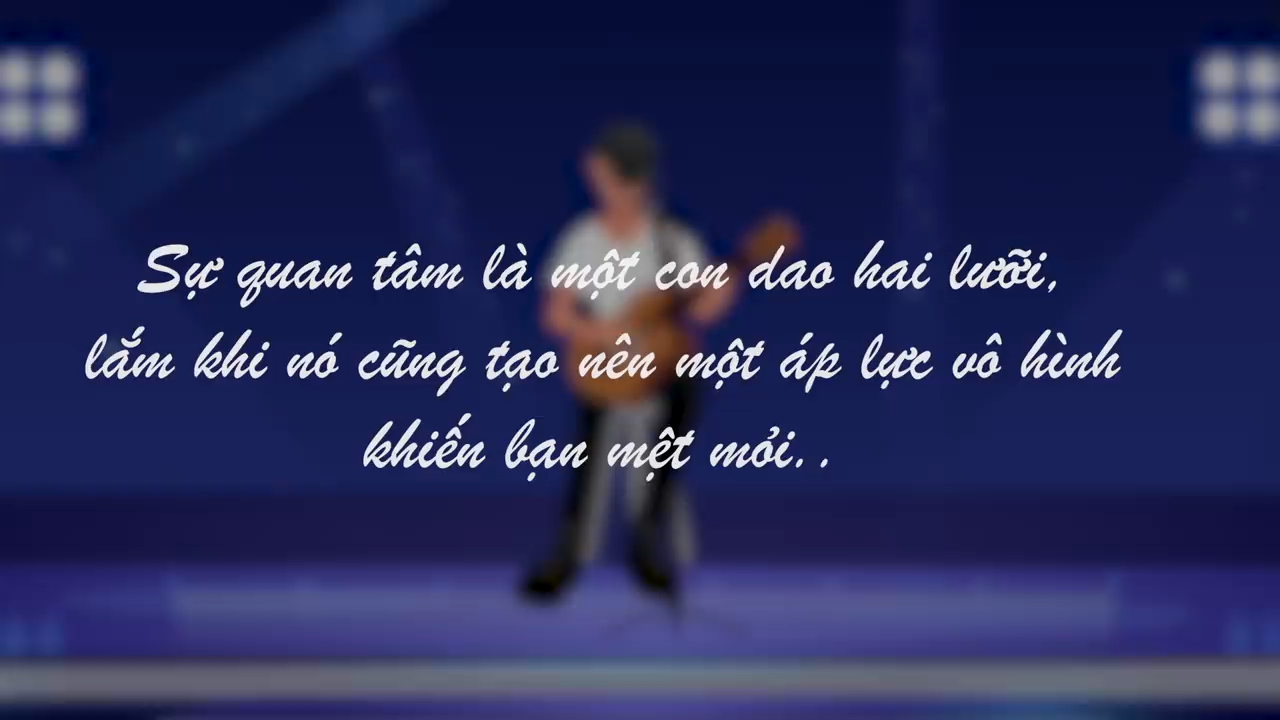 Sự quan tâm là một con dao hai lưỡi,
lắm khi nó cũng tạo nên một áp lực vô hình
khiến bạn mệt mỏi..